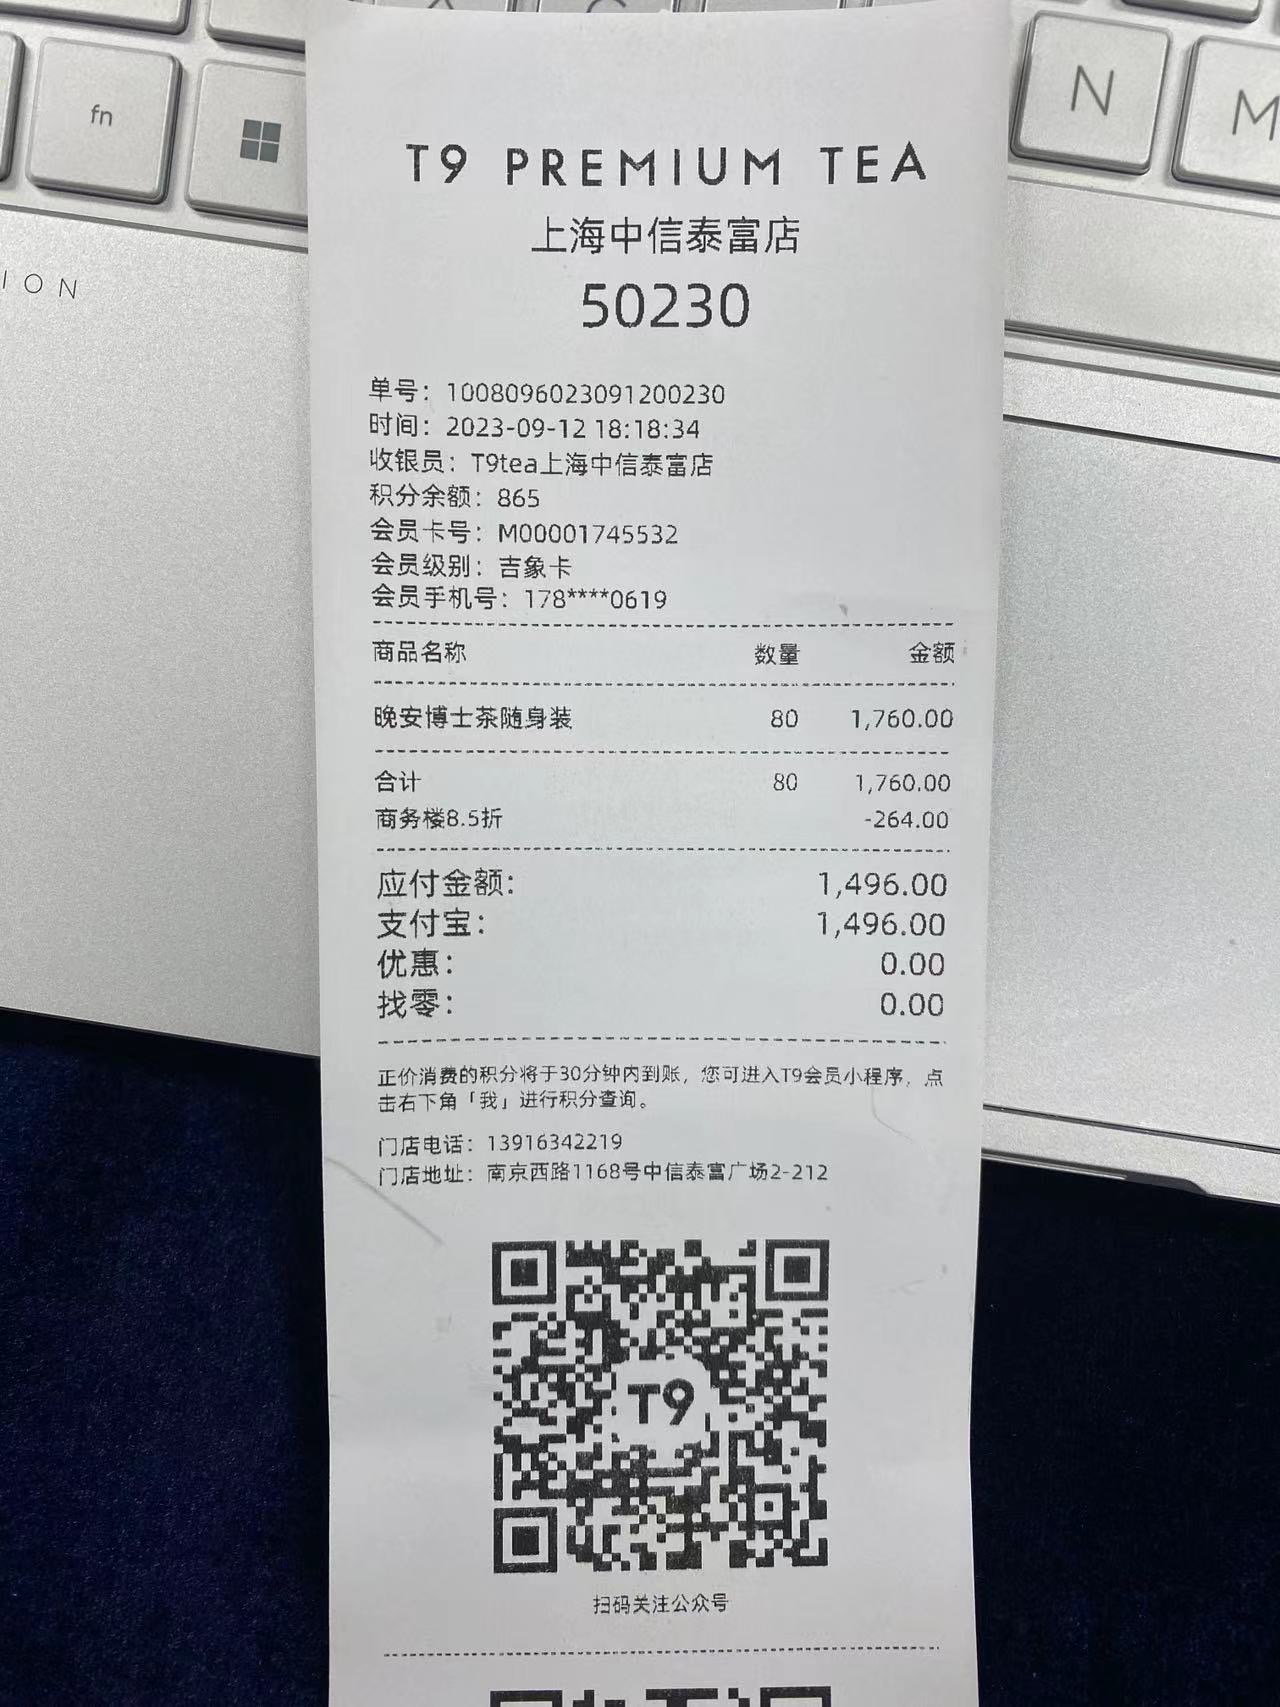 fn
N
M
ION
T9 PREMIUM TEA
上海中信泰富店
50230
单号：1008096023091200230
时间：2023-09-12 18:18:34
收银员：T9tea上海中信泰富店
积分余额：865
会员卡号：M00001745532
会员级别：吉象卡
会员手机号：178****0619
商品名称 数量 金额
晚安博士茶随身装 80 1,760.00
合计 80 1,760.00
商务楼8.5折 -264.00
应付金额: 1,496.00
支付宝: 1,496.00
优惠: 0.00
找零: 0.00
正价消费的积分将于30分钟内到账，您可进入T9会员小程序，点
击右下角「我」进行积分查询。
门店电话：13916342219
门店地址：南京西路1168号中信泰富广场2-212
T9
扫码关注公众号